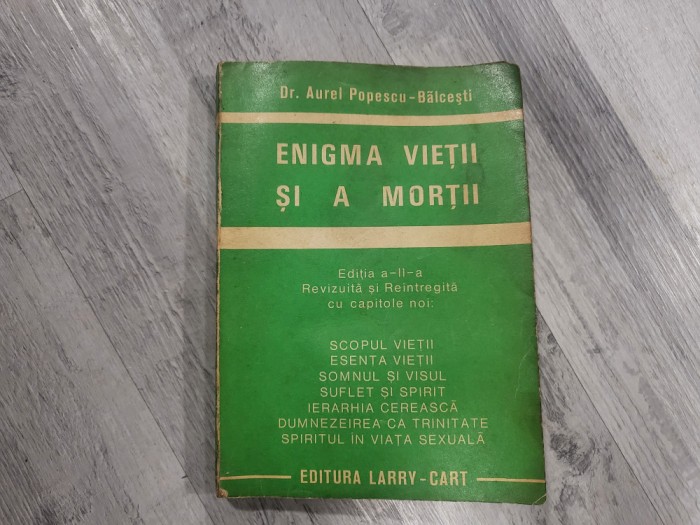 Dr. Aurel Popescu-Bălcești
ENIGMA VIEȚII
ȘI A MORȚII
Ediția a-II-a
Revizuită și Reîntregită
cu capitole noi:
SCOPUL VIEȚII
ESENȚA VIEȚII
SOMNUL ȘI VISUL
SUFLET ȘI SPIRIT
IERARHIA CEREASCĂ
DUMNEZEIREA CA TRINITATE
SPIRITUL ÎN VIAȚA SEXUALĂ
EDITURA LARRY-CART